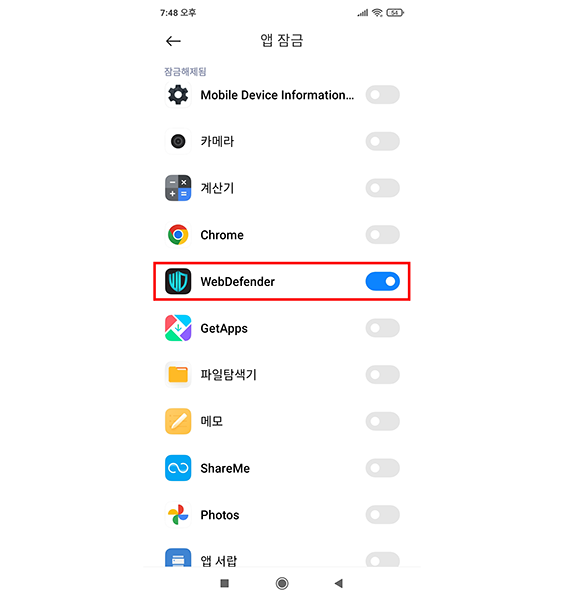 7:48 오후
54
앱 잠금
잠금해제됨
Mobile Device Information...
카메라
계산기
Chrome
WebDefender
GetApps
파일탐색기
메모
ShareMe
Photos
앱 서랍